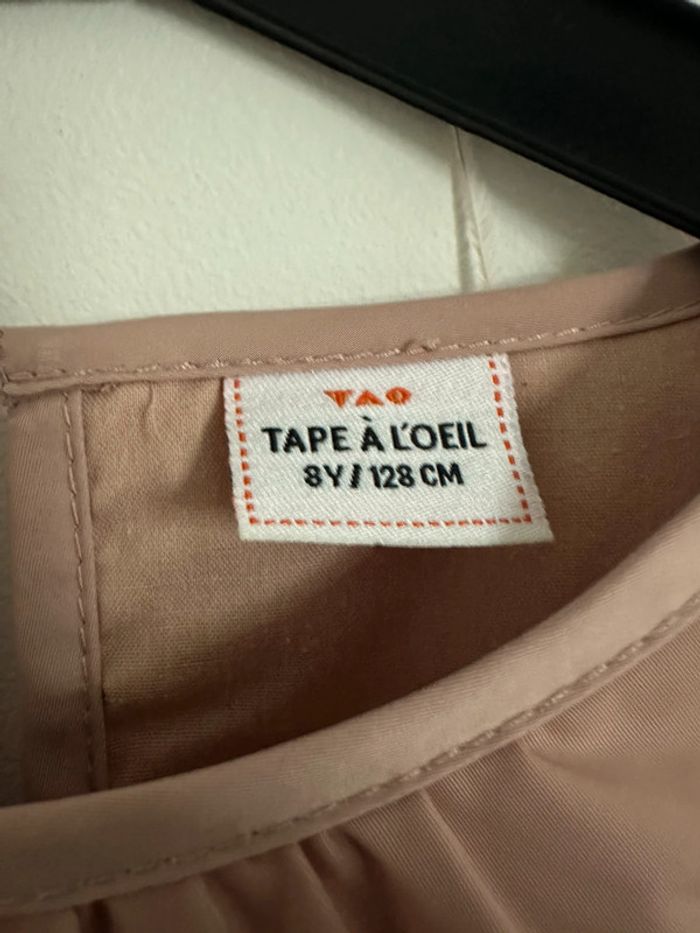 TAO
TAPE À L'OEIL
8Y/128 CM